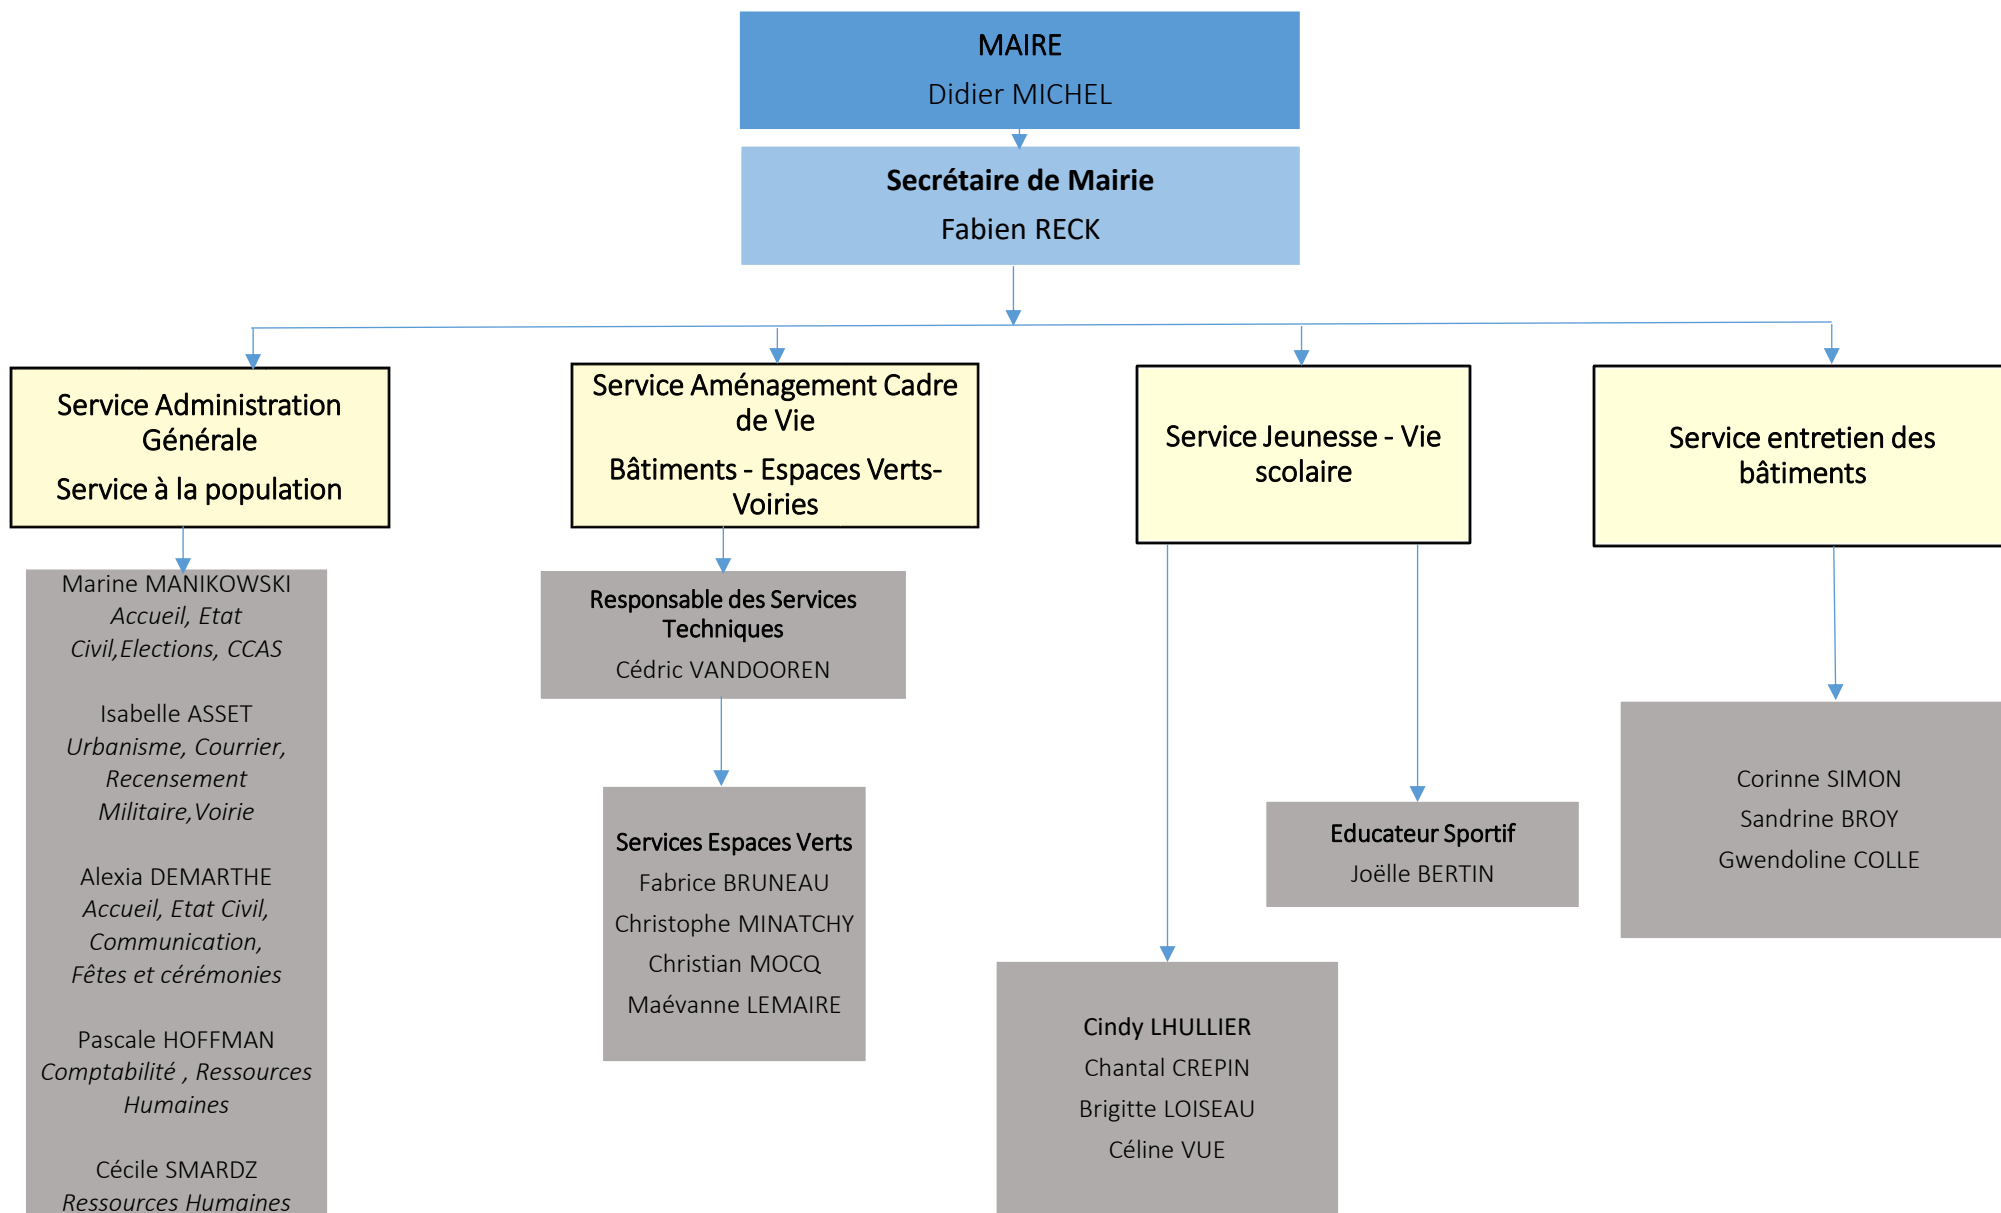 MAIRE
Didier MICHEL
Secrétaire de Mairie
Fabien RECK
Service Administration
Générale
Service à la population
Service Aménagement Cadre
de Vie
Bâtiments - Espaces Verts-
Voiries
Service Jeunesse - Vie
scolaire
Service entretien des
bâtiments
Marine MANIKOWSKI
Accueil, Etat
Civil,Elections, CCAS
Isabelle ASSET
Urbanisme, Courrier,
Recensement
Militaire,Voirie
Alexia DEMARTHE
Accueil, Etat Civil,
Communication,
Fêtes et cérémonies
Pascale HOFFMAN
Comptabilité , Ressources
Humaines
Cécile SMARDZ
Ressources Humaines
Responsable des Services
Techniques
Cédric VANDOOREN
Services Espaces Verts
Fabrice BRUNEAU
Christophe MINATCHY
Christian MOCQ
Maévanne LEMAIRE
Cindy LHULLIER
Chantal CREPIN
Brigitte LOISEAU
Céline VUE
Educateur Sportif
Joëlle BERTIN
Corinne SIMON
Sandrine BROY
Gwendoline COLLE